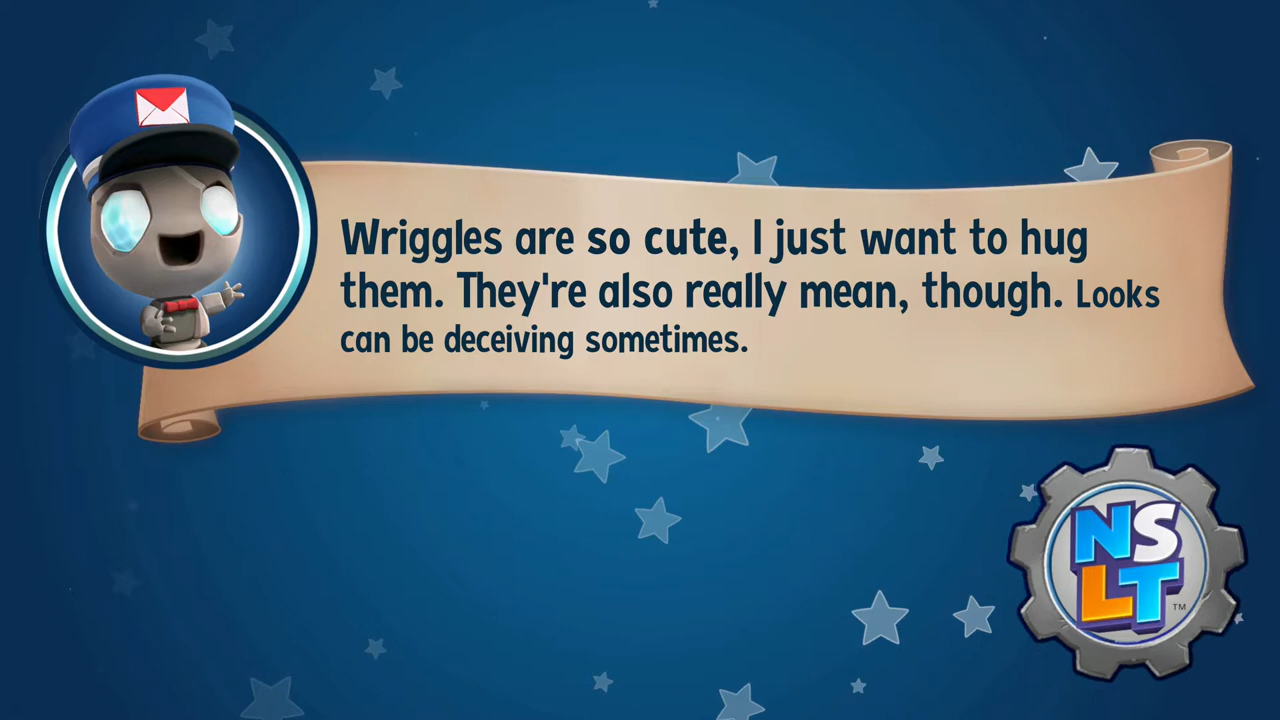 Wriggles are so cute, I just want to hug
them. They're also really mean, though. Looks
can be deceiving sometimes.
NS
LT
TM